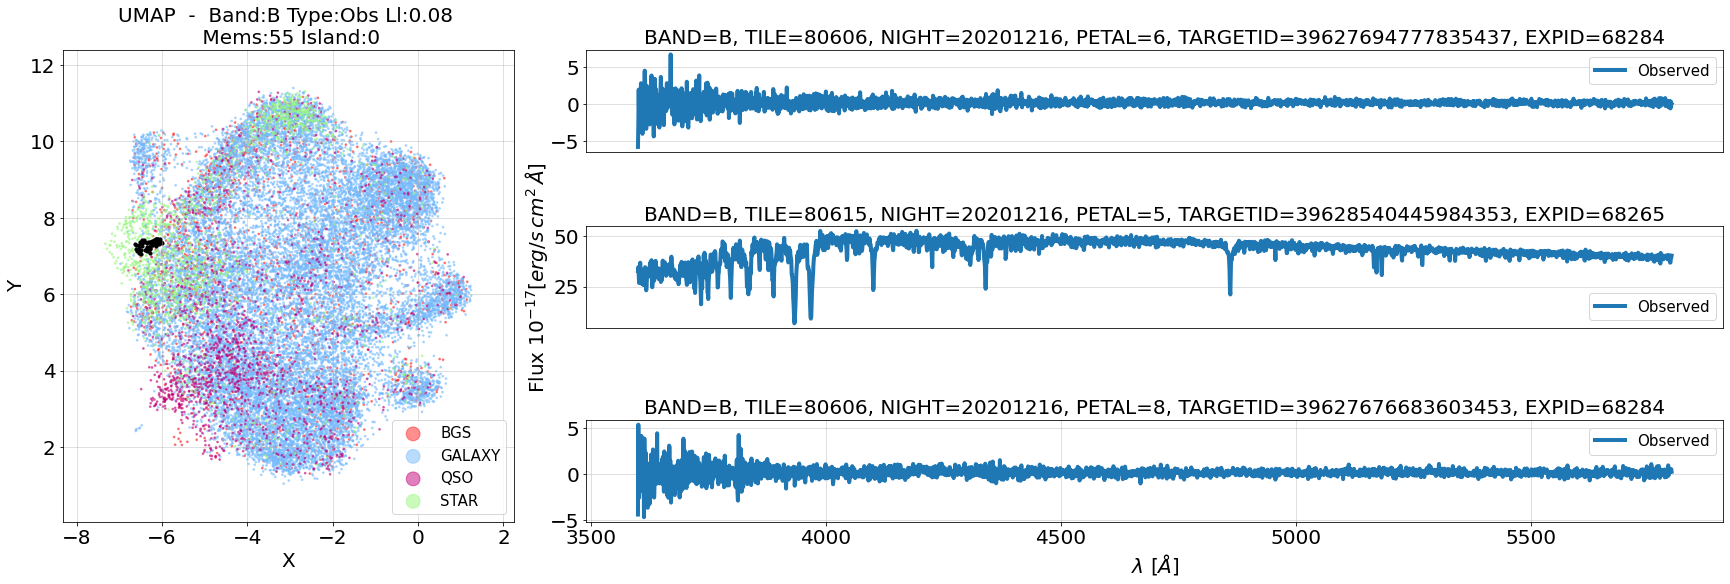 UMAP  -  Band:B Type:Obs Ll:0.08
Mems:55 Island:0
12
10
8
6
4
2
Y
−8
−6
−4
−2
0
2
X
BGS
GALAXY
QSO
STAR
Flux 10⁻¹⁷[erg/s cm² Å]
BAND=B, TILE=80606, NIGHT=20201216, PETAL=6, TARGETID=39627694777835437, EXPID=68284
5
0
−5
Observed
BAND=B, TILE=80615, NIGHT=20201216, PETAL=5, TARGETID=39628540445984353, EXPID=68265
50
25
Observed
BAND=B, TILE=80606, NIGHT=20201216, PETAL=8, TARGETID=39627676683603453, EXPID=68284
5
0
−5
Observed
3500
4000
4500
5000
5500
λ [Å]